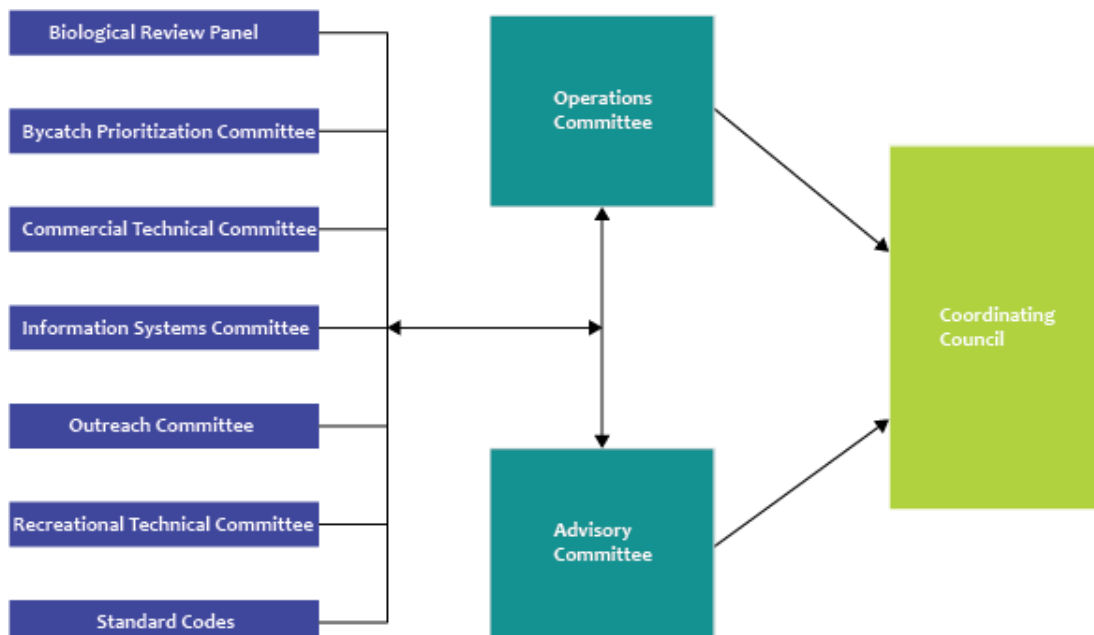 Biological Review Panel
Bycatch Prioritization Committee
Commercial Technical Committee
Information Systems Committee
Outreach Committee
Recreational Technical Committee
Standard Codes
Operations
Committee
Advisory
Committee
Coordinating
Council